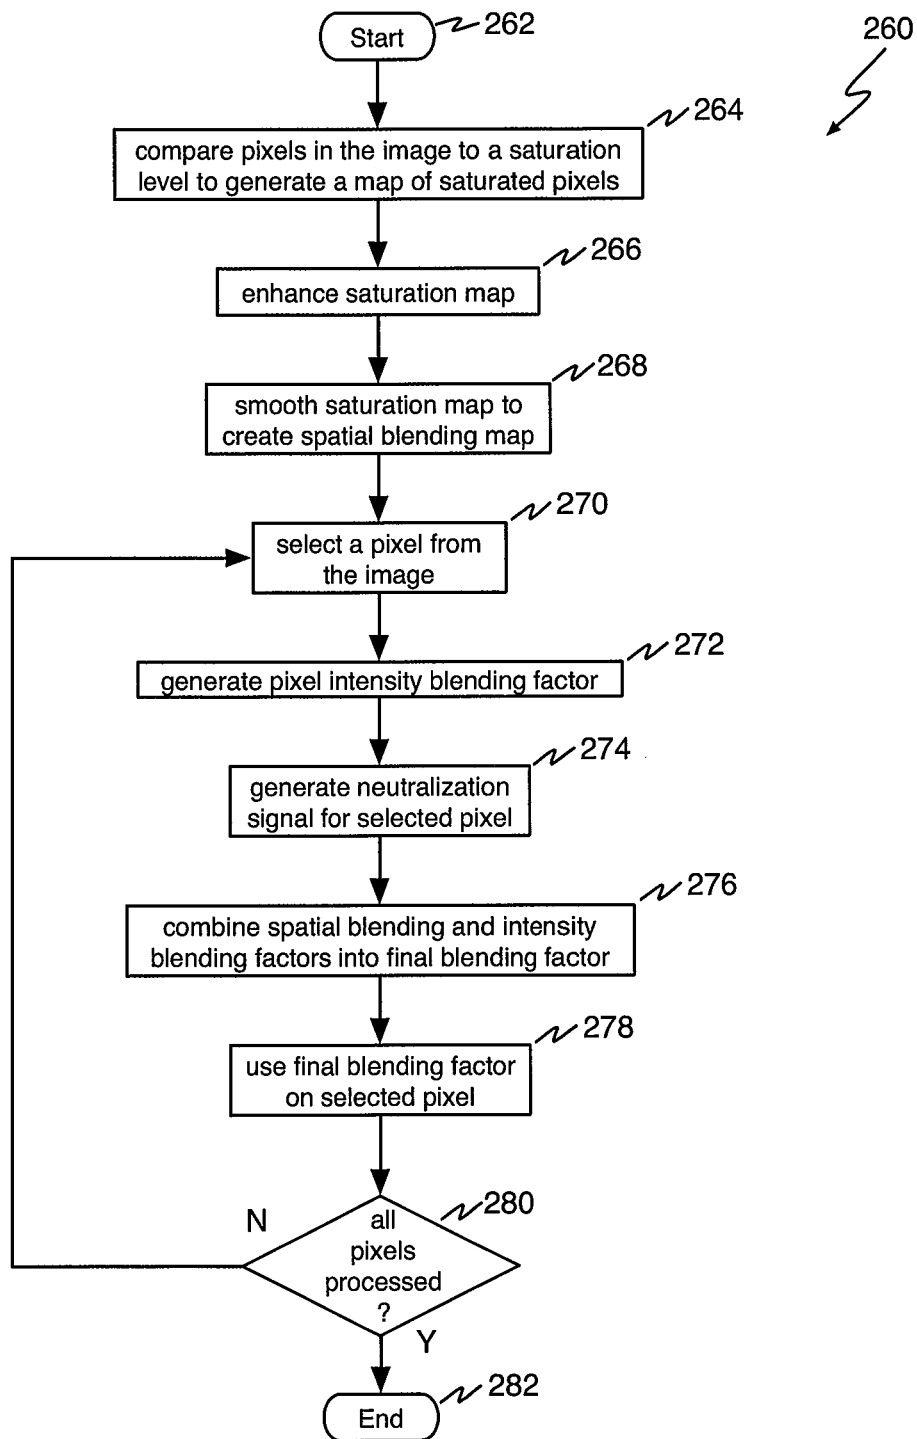 Start
262
260
264
compare pixels in the image to a saturation
level to generate a map of saturated pixels
266
enhance saturation map
268
smooth saturation map to
create spatial blending map
270
select a pixel from
the image
272
generate pixel intensity blending factor
274
generate neutralization
signal for selected pixel
276
combine spatial blending and intensity
blending factors into final blending factor
278
use final blending factor
on selected pixel
280
N
all
pixels
processed
?
Y
282
End